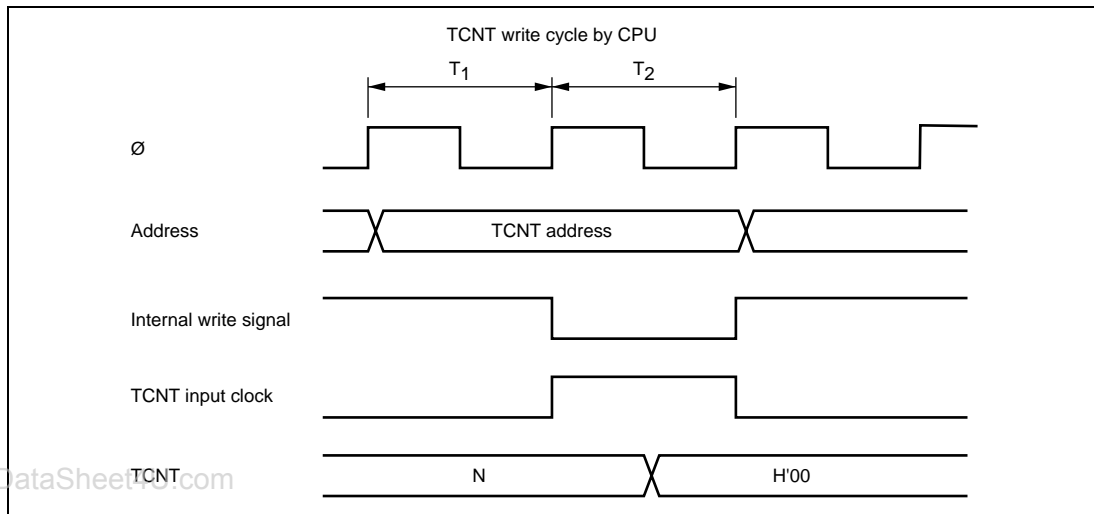 TCNT write cycle by CPU
T1 T2
Ø
Address TCNT address
Internal write signal
TCNT input clock
TCNT N H'00
DataSheet4U.com